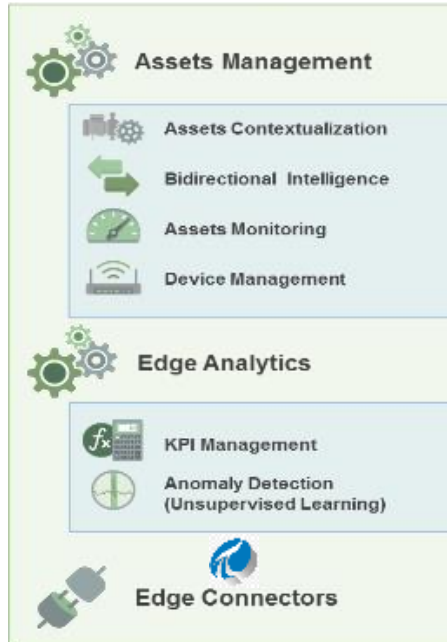 Assets Management
Assets Contextualization
Bidirectional Intelligence
Assets Monitoring
Device Management
Edge Analytics
fx
KPI Management
Anomaly Detection
(Unsupervised Learning)
Edge Connectors